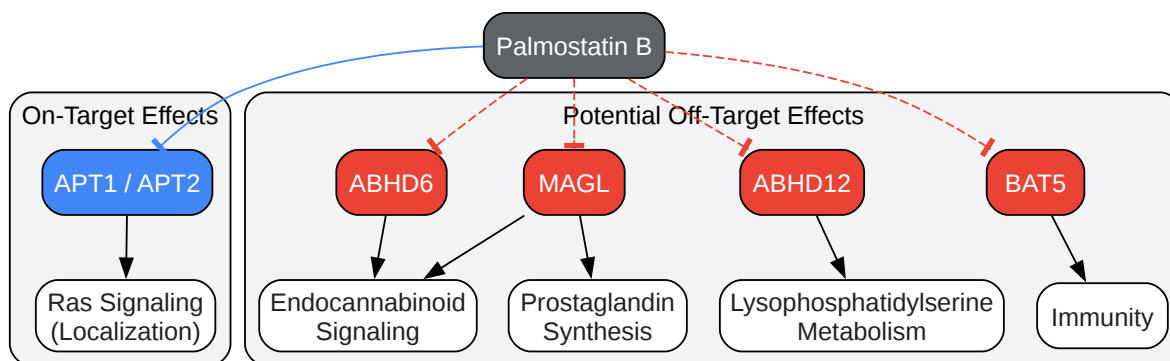 Palmostatin B
On-Target Effects
Potential Off-Target Effects
APT1 / APT2
ABHD6
MAGL
ABHD12
BAT5
Ras Signaling
(Localization)
Endocannabinoid
Signaling
Prostaglandin
Synthesis
Lysophosphatidylserine
Metabolism
Immunity